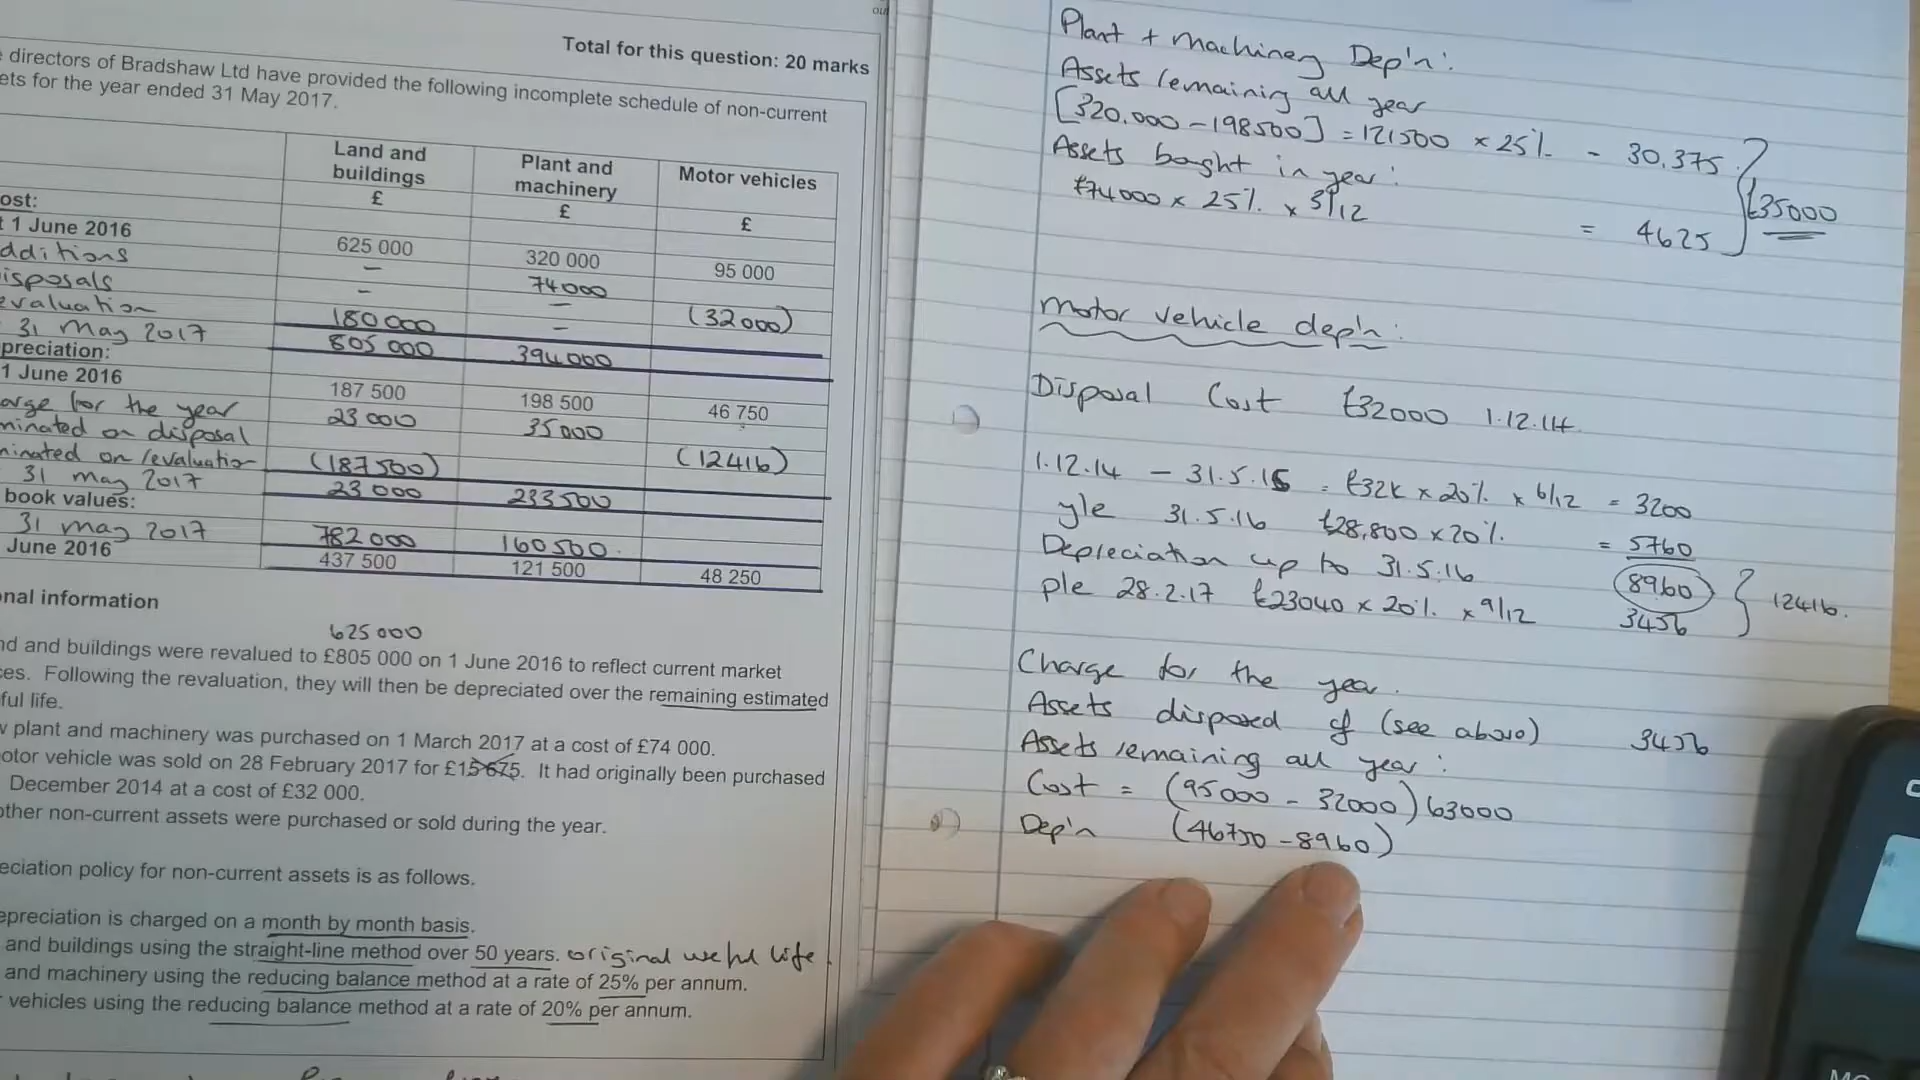 Total for this question: 20 marks
directors of Bradshaw Ltd have provided the following incomplete schedule of non-current
ets for the year ended 31 May 2017.
Land and buildings Plant and machinery Motor vehicles
£ £ £
ost:
1 June 2016 625 000 320 000 95 000
dditions – 74000
isposals – – (32000)
evaluation 180000 –
31 May 2017 805 000 394000
preciation:
1 June 2016 187 500 198 500 46 750
arge for the year 23 000 35000
minated on disposal (12416)
ninated on revaluation (187500)
31 may 2017 23 000 233500
book values:
31 may 2017 782000 160500
June 2016 437 500 121 500 48 250
onal information
625000
nd and buildings were revalued to £805 000 on 1 June 2016 to reflect current market
ces. Following the revaluation, they will then be depreciated over the remaining estimated
ful life.
plant and machinery was purchased on 1 March 2017 at a cost of £74 000.
otor vehicle was sold on 28 February 2017 for £15 675. It had originally been purchased
December 2014 at a cost of £32 000.
other non-current assets were purchased or sold during the year.
eciation policy for non-current assets is as follows.
epreciation is charged on a month by month basis.
and buildings using the straight-line method over 50 years. original useful life
and machinery using the reducing balance method at a rate of 25% per annum.
vehicles using the reducing balance method at a rate of 20% per annum.
Plant + Machinery Dep'n:
Assets remaining all year
[320.000 – 198500] = 121500 × 25% – 30.375
Assets bought in year:
£74000 × 25% × 3/12 = 4625
£35000
Motor vehicle dep'n:
Disposal Cost £32000 1.12.14
1.12.14 – 31.5.15 = £32K × 20% × 6/12 = 3200
yle 31.5.16 £28,800 × 20% = 5760
Depreciation up to 31.5.16 8960
ple 28.2.17 £23040 × 20% × 9/12 3456
12416.
Charge for the year.
Assets disposed of (see above) 3456
Assets remaining all year:
Cost = (95000 – 32000) 63000
Dep'n (46750 – 8960)